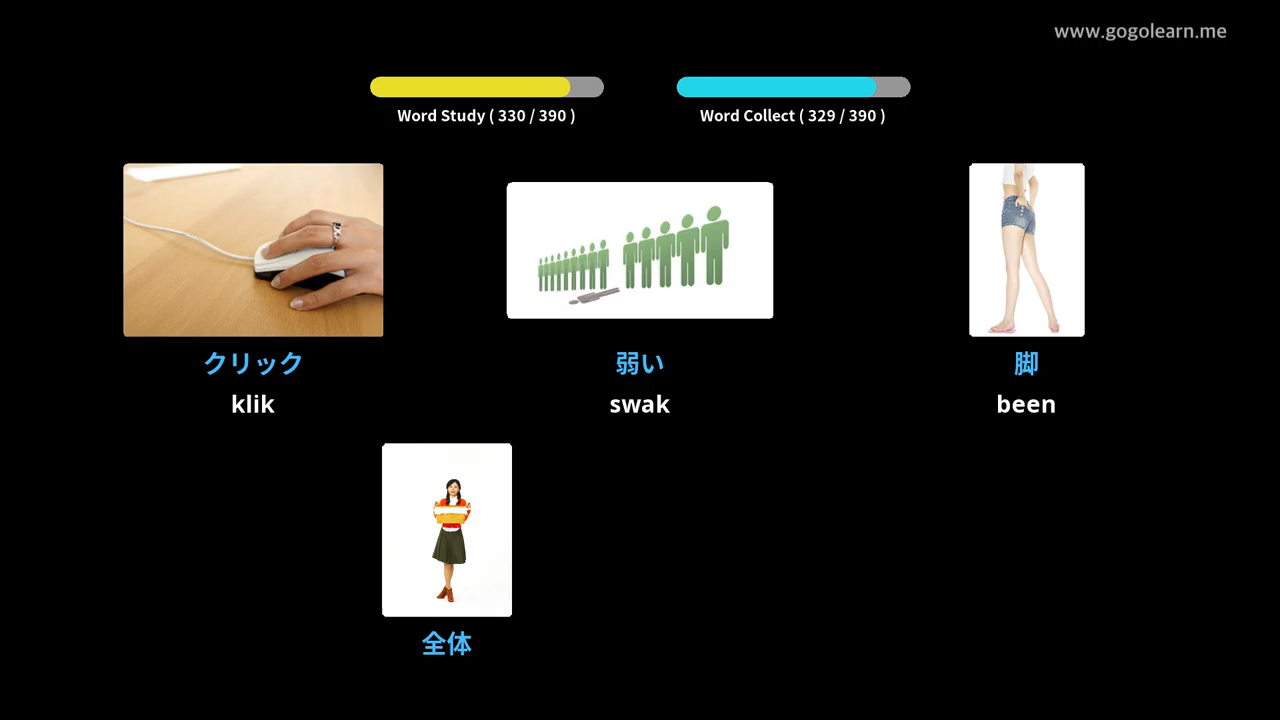 www.gogolearn.me
Word Study ( 330 / 390 )
Word Collect ( 329 / 390 )
クリック
klik
弱い
swak
脚
been
全体